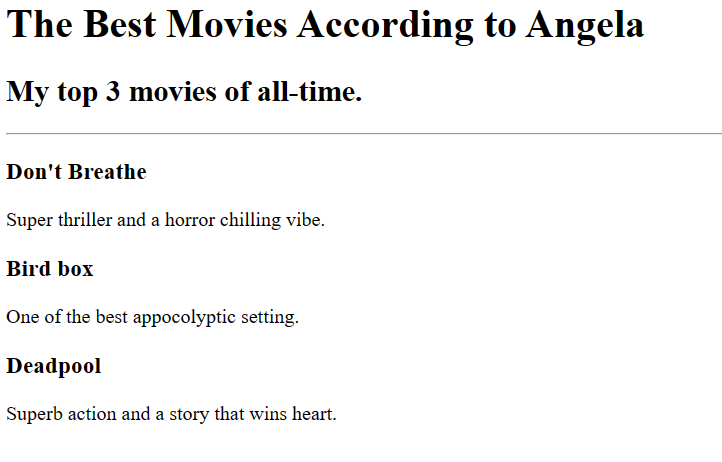 The Best Movies According to Angela
My top 3 movies of all-time.
Don't Breathe
Super thriller and a horror chilling vibe.
Bird box
One of the best appocolyptic setting.
Deadpool
Superb action and a story that wins heart.